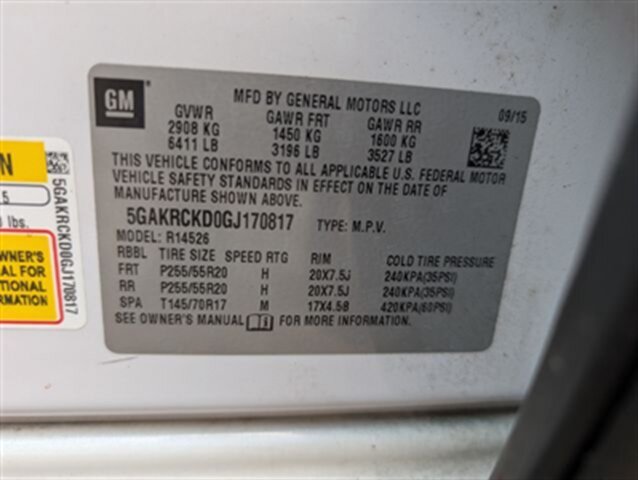 GM
MFD BY GENERAL MOTORS LLC
09/15
GVWR GAWR FRT GAWR RR
2908 KG 1450 KG 1600 KG
6411 LB 3196 LB 3527 LB
THIS VEHICLE CONFORMS TO ALL APPLICABLE U.S. FEDERAL MOTOR
VEHICLE SAFETY STANDARDS IN EFFECT ON THE DATE OF
MANUFACTURE SHOWN ABOVE.
5GAKRCKD0GJ170817 TYPE: M.P.V.
MODEL: R14526
RBBL TIRE SIZE SPEED RTG RIM COLD TIRE PRESSURE
FRT P255/55R20 H 20X7.5J 240KPA(35PSI)
RR P255/55R20 H 20X7.5J 240KPA(35PSI)
SPA T145/70R17 M 17X4.5B 420KPA(60PSI)
SEE OWNER'S MANUAL FOR MORE INFORMATION.
N
5
lbs.
WNER'S
AL FOR
IONAL
MATION
5GAKRCKD0GJ170817